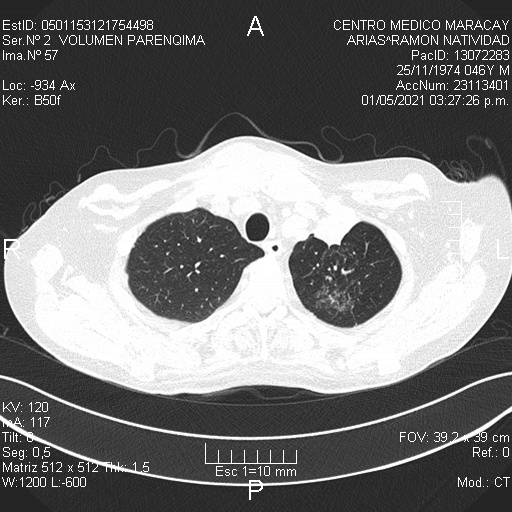 EstID: 0501153121754498
Ser.Nº 2 VOLUMEN PARENQIMA
Ima.Nº 57
Loc: -934 Ax
Ker.: B50f
A
CENTRO MEDICO MARACAY
ARIAS^RAMON NATIVIDAD
PacID: 13072283
25/11/1974 046Y M
AccNum: 23113401
01/05/2021 03:27:26 p.m.
R
L
KV: 120
mA: 117
Tilt: 0
Seg: 0,5
Matriz 512 x 512 Thk: 1.5
W:1200 L:-600
Esc 1=10 mm
P
FOV: 39.2 x 39 cm
Ref.: 0
Mod.: CT